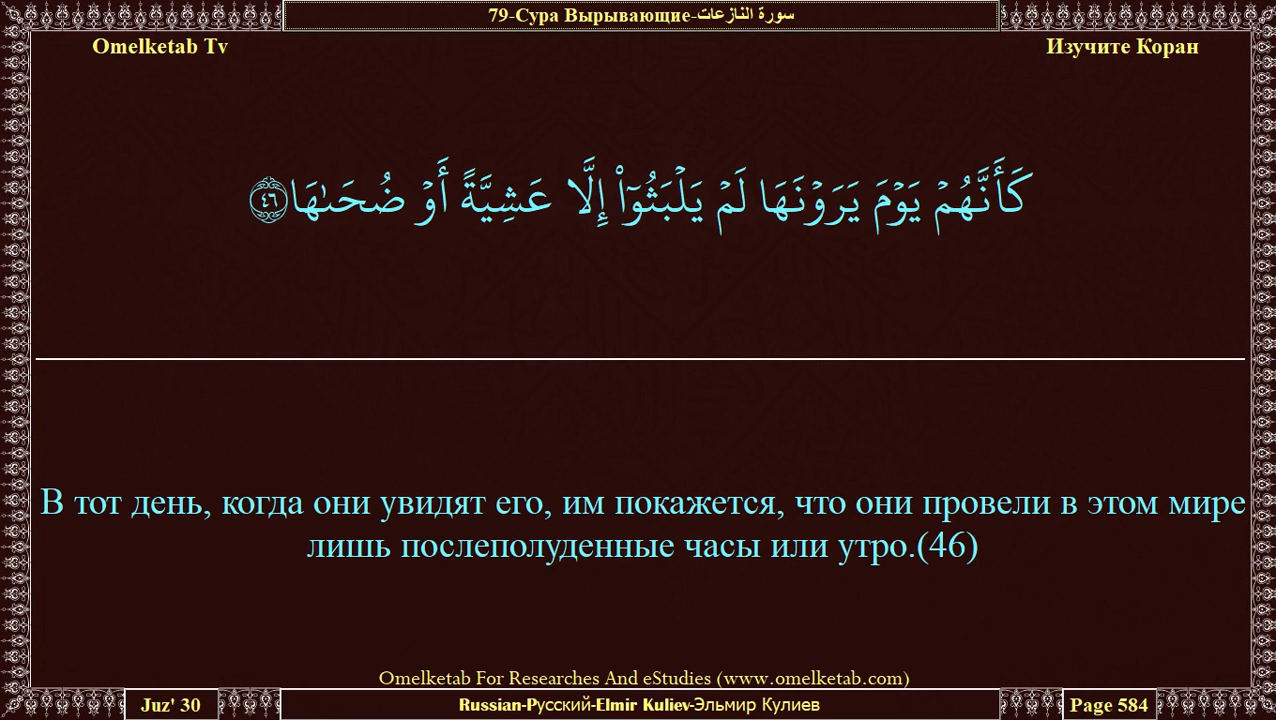 79-Сура Вырывающие-سورة النازعات
Omelketab Tv
Изучите Коран
كَأَنَّهُمۡ يَوۡمَ يَرَوۡنَهَا لَمۡ يَلۡبَثُوٓاْ إِلَّا عَشِيَّةً أَوۡ ضُحَىٰهَا ٤٦
В тот день, когда они увидят его, им покажется, что они провели в этом мире
лишь послеполуденные часы или утро.(46)
Omelketab For Researches And eStudies (www.omelketab.com)
Juz' 30
Russian-Русский-Elmir Kuliev-Эльмир Кулиев
Page 584